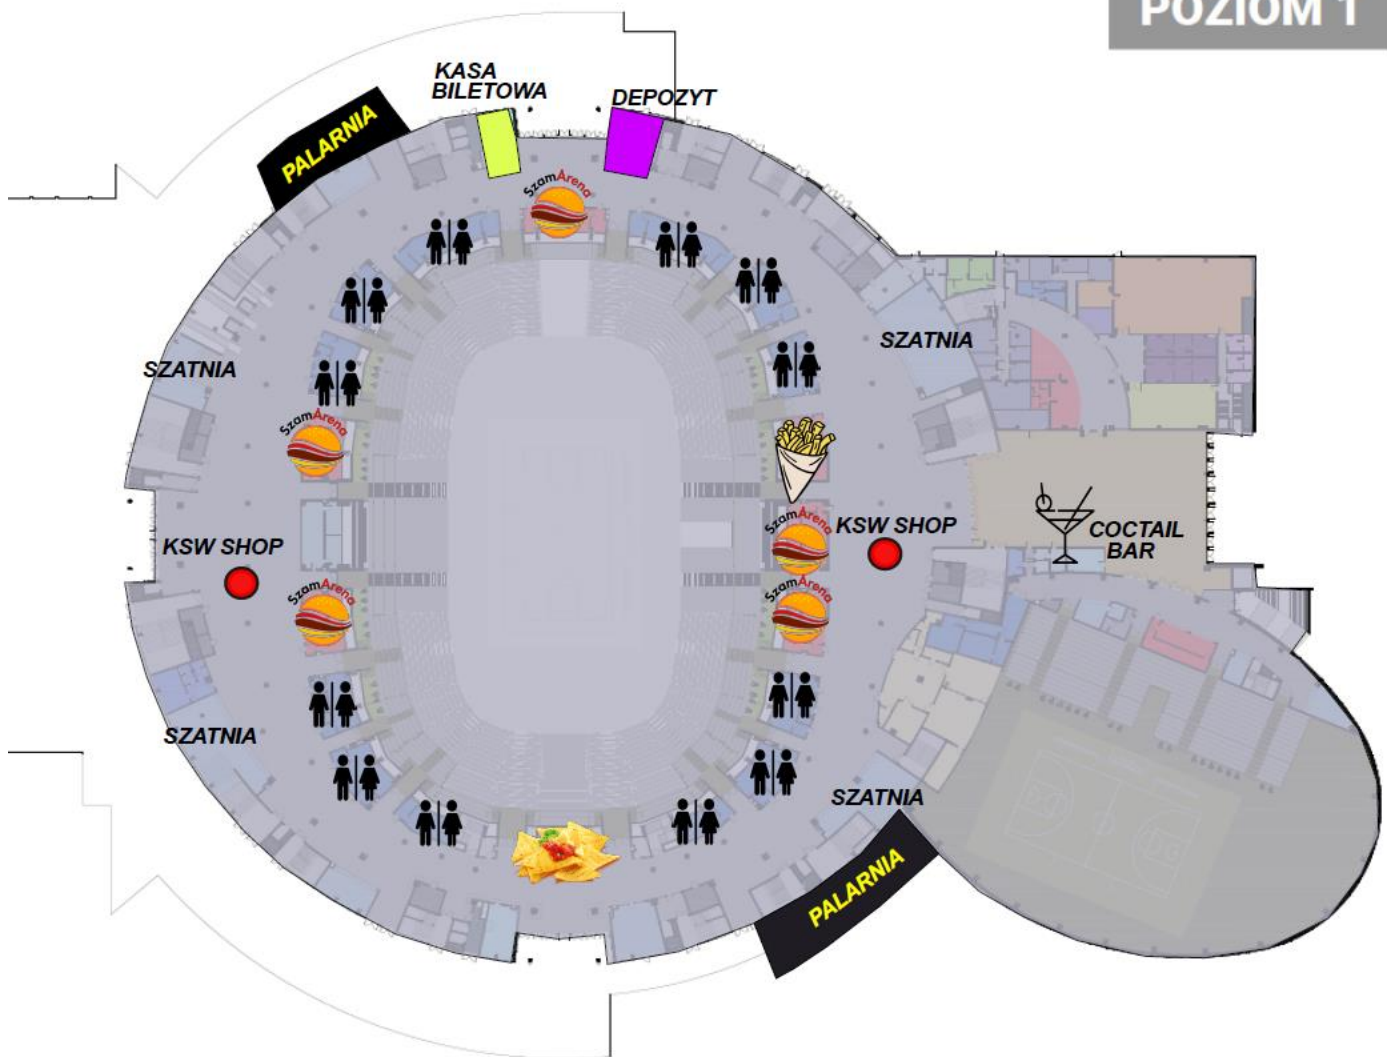 POZIOM 1
KASA
BILETOWA
DEPOZYT
PALARNIA
SzamArena
SZATNIA
SZATNIA
SzamArena
SzamArena
KSW SHOP
KSW SHOP
COCTAIL
BAR
SzamArena
SzamArena
SZATNIA
SZATNIA
PALARNIA